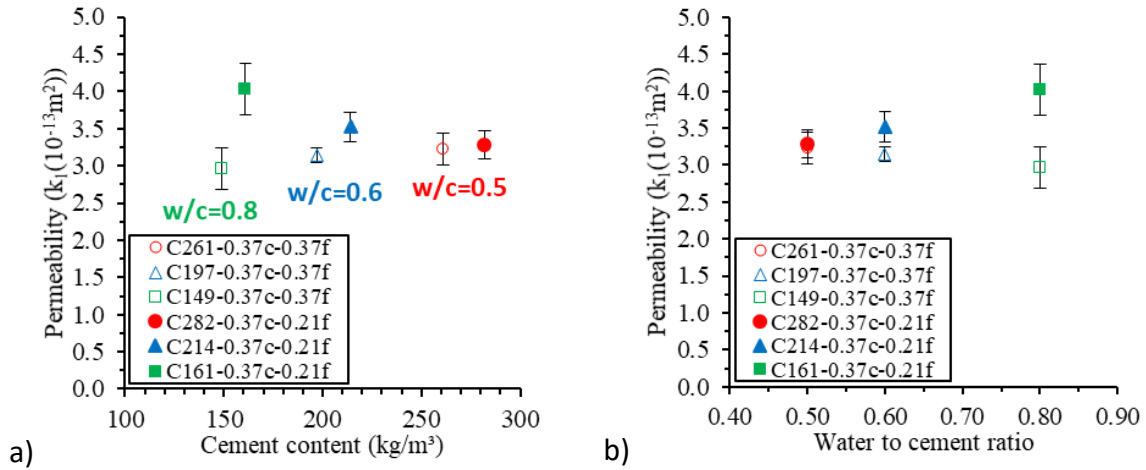 Permeability (k₁(10⁻¹³m²))
5.0
4.5
4.0
3.5
3.0
2.5
2.0
1.5
1.0
0.5
0.0
w/c=0.8
w/c=0.6
w/c=0.5
C261-0.37c-0.37f
C197-0.37c-0.37f
C149-0.37c-0.37f
C282-0.37c-0.21f
C214-0.37c-0.21f
C161-0.37c-0.21f
100 150 200 250 300
Cement content (kg/m³)
a)
Permeability (k₁(10⁻¹³m²))
5.0
4.5
4.0
3.5
3.0
2.5
2.0
1.5
1.0
0.5
0.0
C261-0.37c-0.37f
C197-0.37c-0.37f
C149-0.37c-0.37f
C282-0.37c-0.21f
C214-0.37c-0.21f
C161-0.37c-0.21f
0.40 0.50 0.60 0.70 0.80 0.90
Water to cement ratio
b)